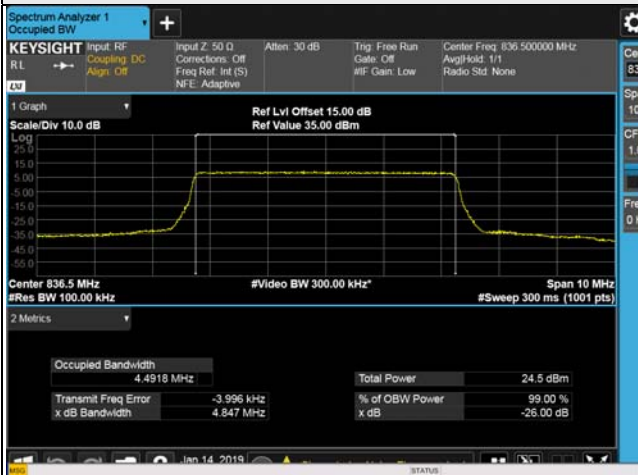 Spectrum Analyzer 1
Occupied BW
+
KEYSIGHT Input: RF Input Z: 50 Ω Atten: 30 dB Trig: Free Run Center Freq: 836.500000 MHz
RL Coupling: DC Corrections: Off Gate: Off Avg|Hold: 1/1
Align: Off Freq Ref: Int (S) #IF Gain: Low Radio Std: None
NFE: Adaptive
LXI
1 Graph
Ref Lvl Offset 15.00 dB
Scale/Div 10.0 dB Ref Value 35.00 dBm
Log
25.0
15.0
5.00
-5.00
-15.0
-25.0
-35.0
-45.0
-55.0
Center 836.5 MHz #Video BW 300.00 kHz* Span 10 MHz
#Res BW 100.00 kHz #Sweep 300 ms (1001 pts)
2 Metrics
Occupied Bandwidth
4.4918 MHz Total Power 24.5 dBm
Transmit Freq Error -3.996 kHz % of OBW Power 99.00 %
x dB Bandwidth 4.847 MHz x dB -26.00 dB
Jan 14, 2019
MSG STATUS